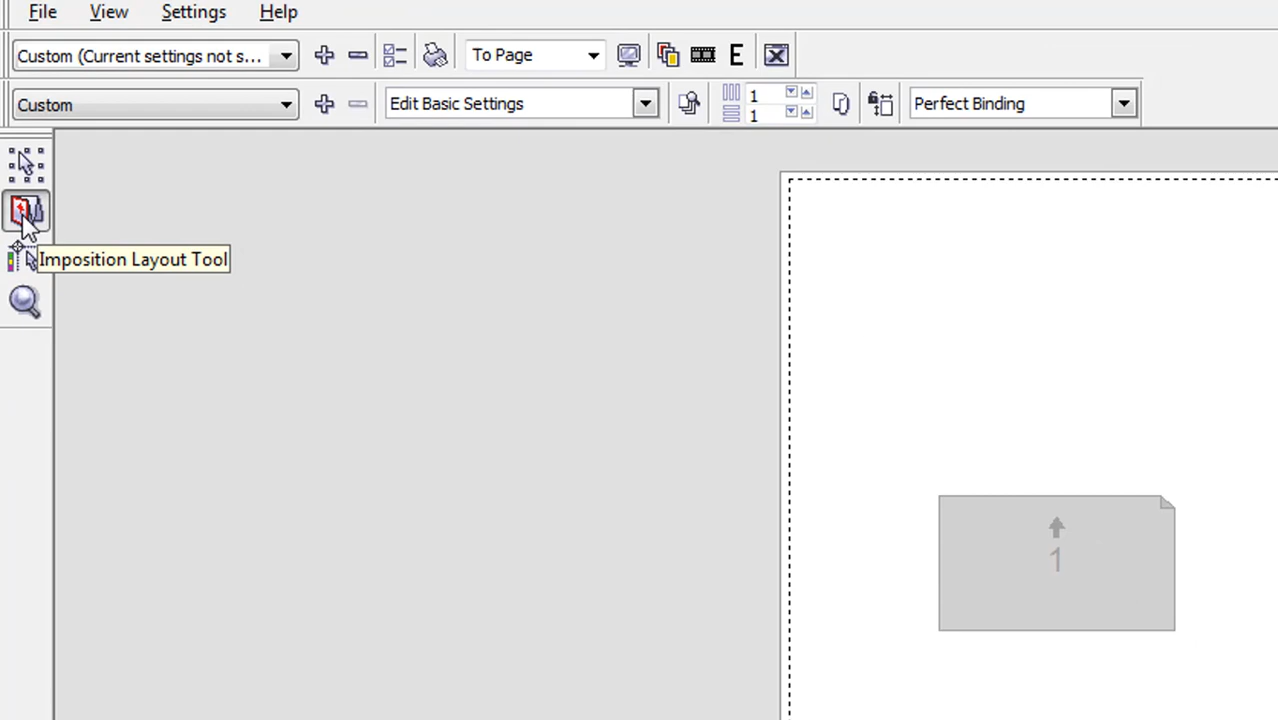 File View Settings Help
Custom (Current settings not s... To Page E
Custom Edit Basic Settings 1 Perfect Binding
1
Imposition Layout Tool
1